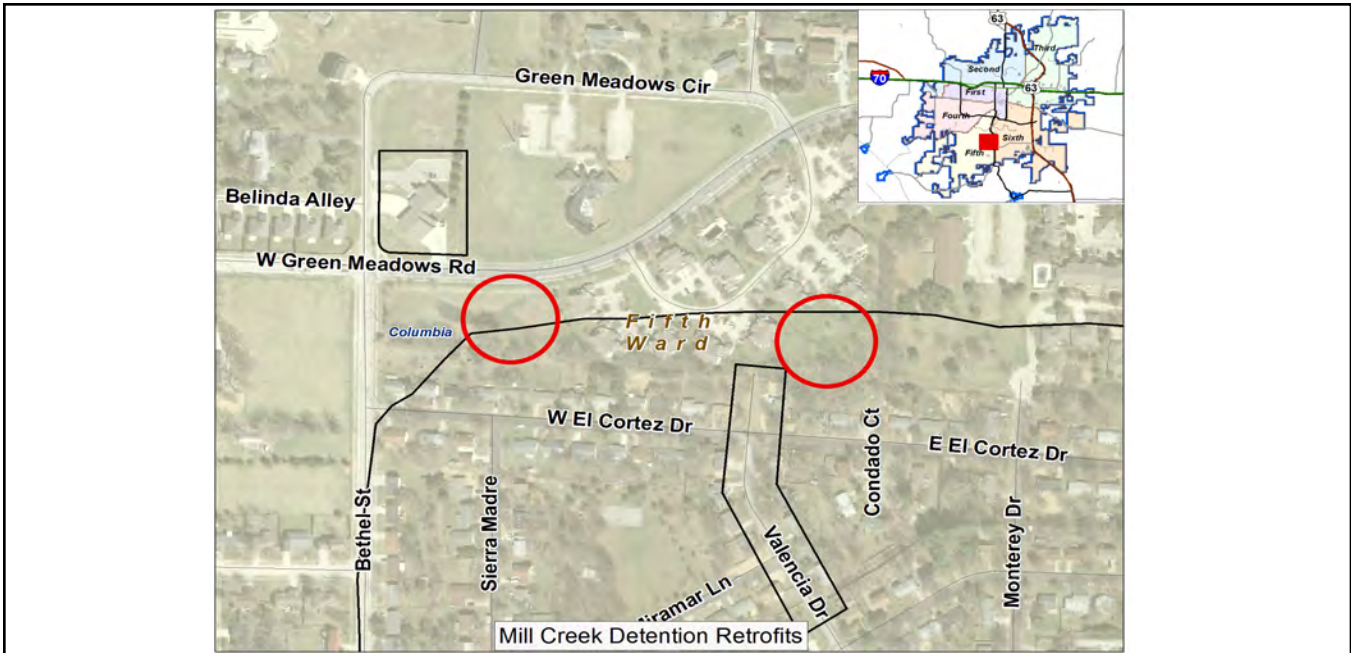 Green Meadows Cir
Belinda Alley
W Green Meadows Rd
Columbia
Fifth
Ward
W El Cortez Dr
E El Cortez Dr
Condado Ct
Bethel-St
Sierra Madre
Valencia Dr
Monterey Dr
Miramar Ln
Mill Creek Detention Retrofits
63
Third
Second
70
63
First
Fourth
Sixth
Fifth